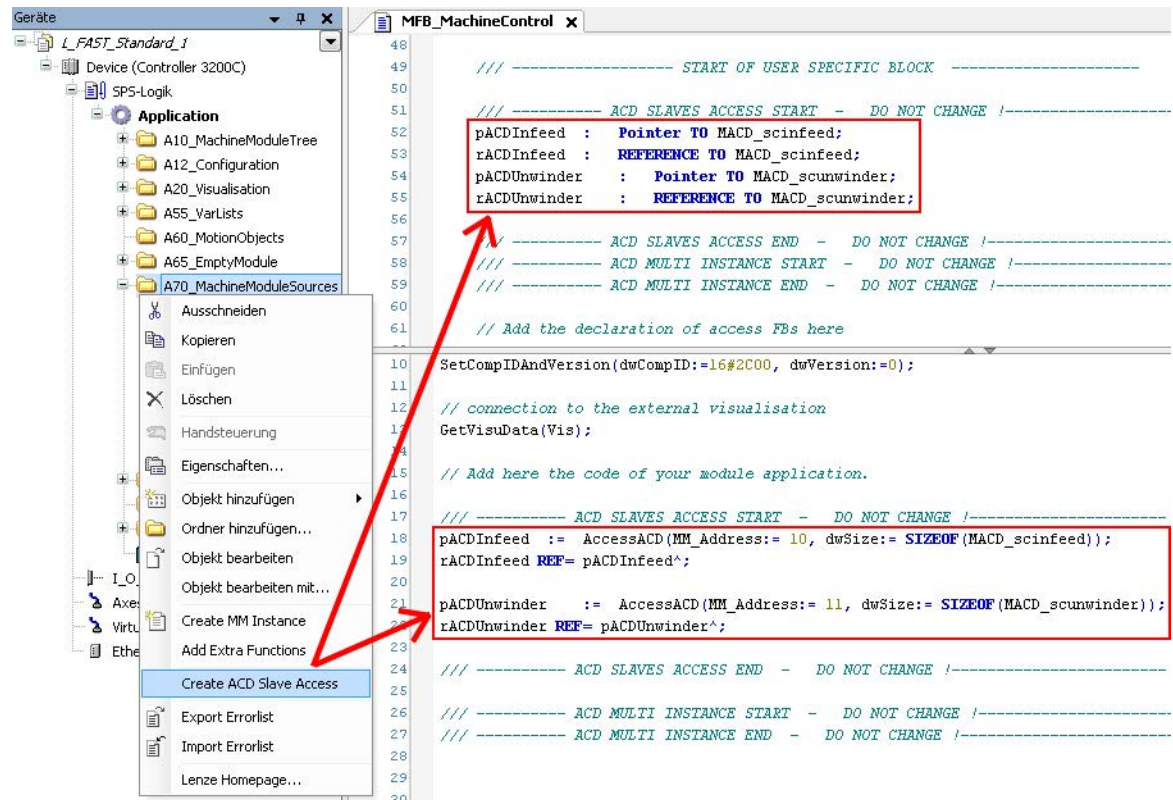 Geräte
L_FAST_Standard_1
Device (Controller 3200C)
SPS-Logik
Application
A10_MachineModuleTree
A12_Configuration
A20_Visualisation
A55_VarLists
A60_MotionObjects
A65_EmptyModule
A70_MachineModuleSources
Ausschneiden
Kopieren
Einfügen
Löschen
Handsteuerung
Eigenschaften...
Objekt hinzufügen
Ordner hinzufügen...
Objekt bearbeiten
Objekt bearbeiten mit...
Create MM Instance
Add Extra Functions
Create ACD Slave Access
Export Errorlist
Import Errorlist
Lenze Homepage...
I_O_
Axes
Virtu
Ethe
MFB_MachineControl
48
49 /// ------------------- START OF USER SPECIFIC BLOCK ----------------------
50
51 /// ----------- ACD SLAVES ACCESS START - DO NOT CHANGE !-------------------
52 pACDInfeed : Pointer TO MACD_scinfeed;
53 rACDInfeed : REFERENCE TO MACD_scinfeed;
54 pACDUnwinder : Pointer TO MACD_scunwinder;
55 rACDUnwinder : REFERENCE TO MACD_scunwinder;
56
57 /// ----------- ACD SLAVES ACCESS END - DO NOT CHANGE !---------------------
58 /// ----------- ACD MULTI INSTANCE START - DO NOT CHANGE !------------------
59 /// ----------- ACD MULTI INSTANCE END - DO NOT CHANGE !--------------------
60
61 // Add the declaration of access FBs here
10 SetCompIDAndVersion(dwCompID:=16#2C00, dwVersion:=0);
11
12 // connection to the external visualisation
13 GetVisuData(Vis);
14
15 // Add here the code of your module application.
16
17 /// ----------- ACD SLAVES ACCESS START - DO NOT CHANGE !-----------------------
18 pACDInfeed := AccessACD(MM_Address:= 10, dwSize:= SIZEOF(MACD_scinfeed));
19 rACDInfeed REF= pACDInfeed^;
20
21 pACDUnwinder := AccessACD(MM_Address:= 11, dwSize:= SIZEOF(MACD_scunwinder));
22 rACDUnwinder REF= pACDUnwinder^;
23
24 /// ----------- ACD SLAVES ACCESS END - DO NOT CHANGE !-------------------------
25
26 /// ----------- ACD MULTI INSTANCE START - DO NOT CHANGE !----------------------
27 /// ----------- ACD MULTI INSTANCE END - DO NOT CHANGE !------------------------
28
29
30